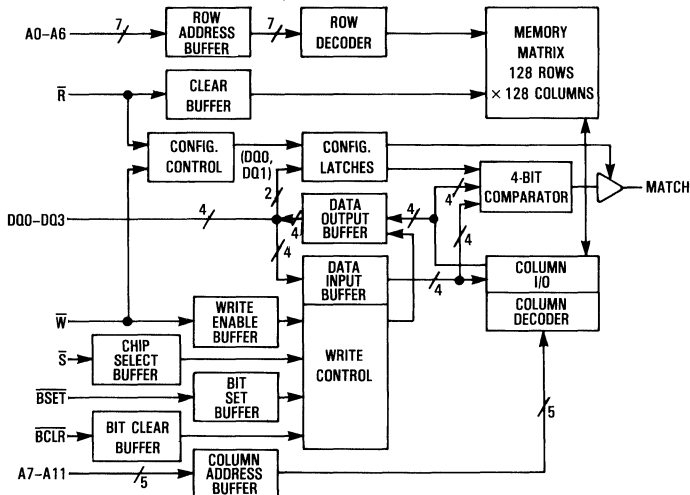 A0–A6
7
ROW
ADDRESS
BUFFER
7
ROW
DECODER
MEMORY
MATRIX
128 ROWS
× 128 COLUMNS
R
CLEAR
BUFFER
CONFIG.
CONTROL
(DQ0,
DQ1)
2
CONFIG.
LATCHES
4-BIT
COMPARATOR
MATCH
4
4
DQ0–DQ3
4
4
4
DATA
OUTPUT
BUFFER
4
DATA
INPUT
BUFFER
4
COLUMN
I/O
COLUMN
DECODER
W
WRITE
ENABLE
BUFFER
WRITE
CONTROL
S
CHIP
SELECT
BUFFER
BSET
BIT
SET
BUFFER
BCLR
BIT CLEAR
BUFFER
5
A7–A11
5
COLUMN
ADDRESS
BUFFER